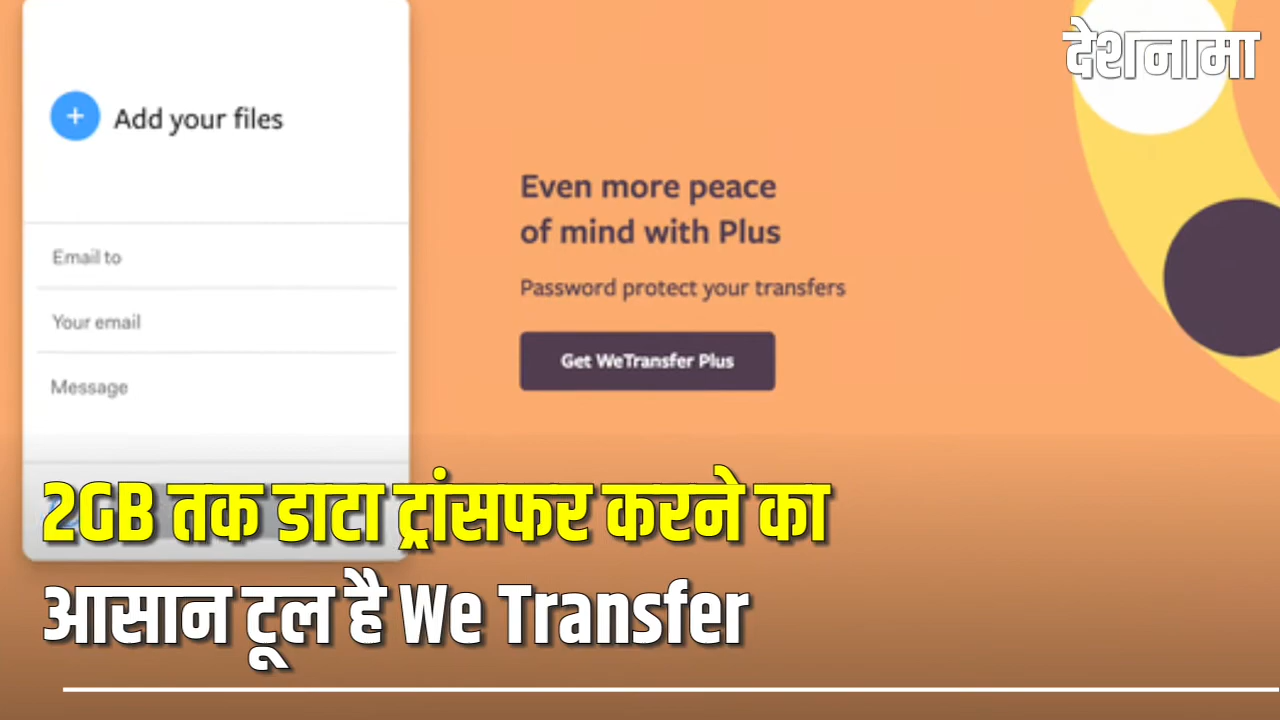 देशनामा
Add your files
Even more peace
of mind with Plus
Email to
Password protect your transfers
Your email
Get WeTransfer Plus
Message
2GB तक डाटा ट्रांसफर करने का
आसान टूल है We Transfer